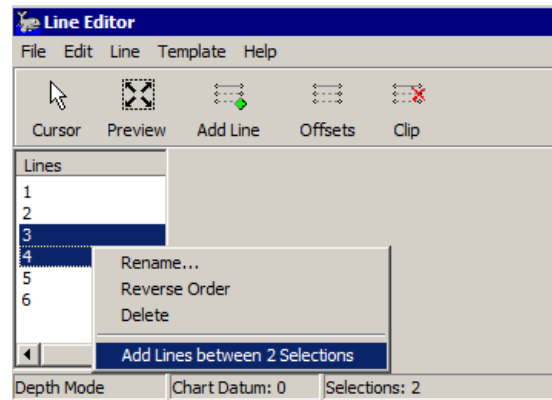 Line Editor
File Edit Line Template Help
Cursor Preview Add Line Offsets Clip
Lines
1
2
3
4
5
6
Rename...
Reverse Order
Delete
Add Lines between 2 Selections
Depth Mode Chart Datum: 0 Selections: 2